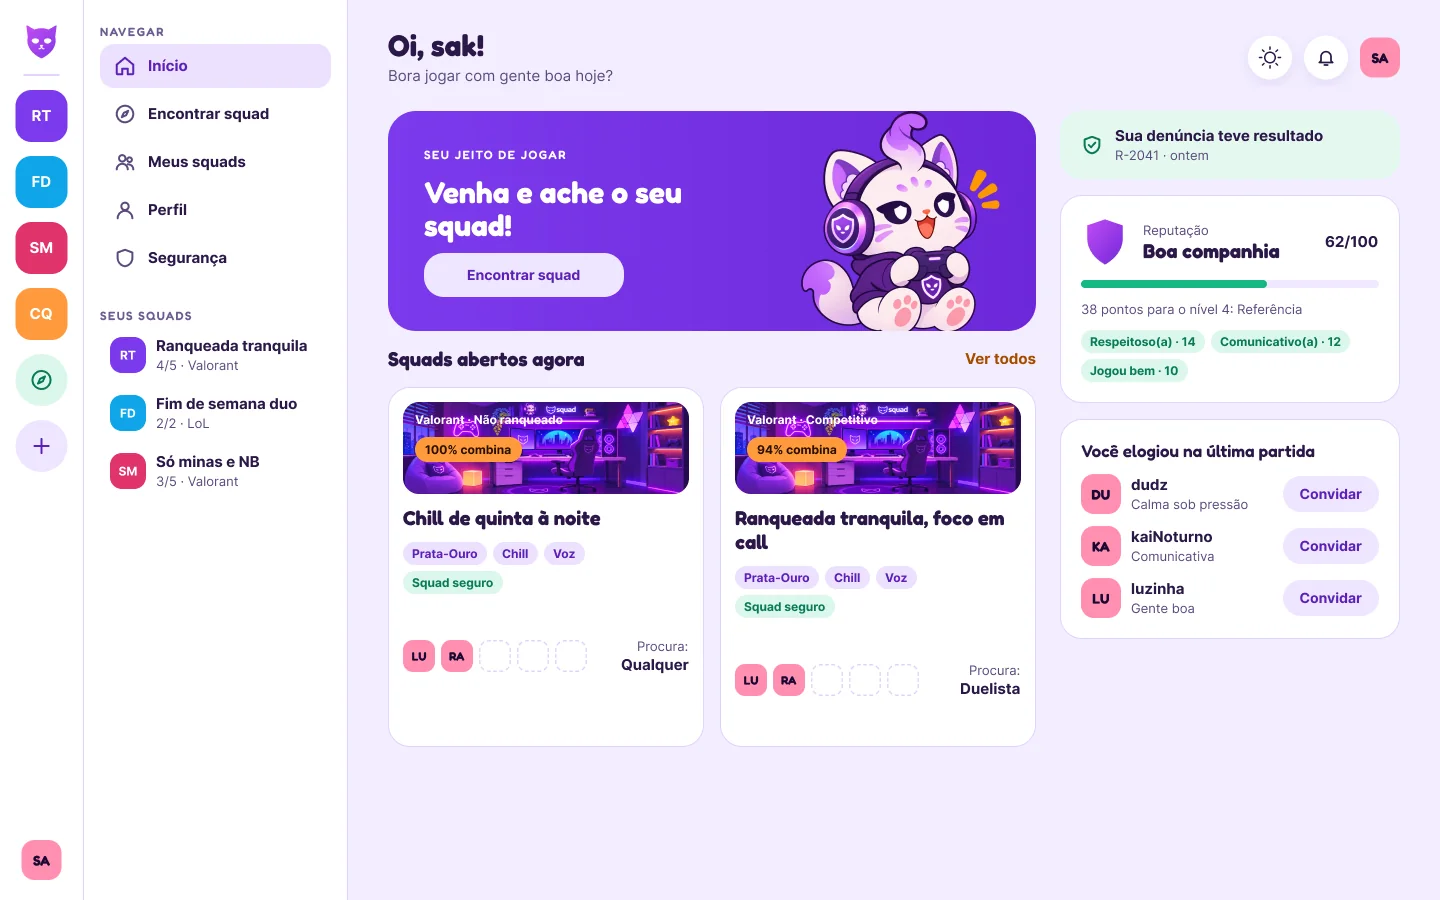 NAVEGAR
Início
Encontrar squad
Meus squads
Perfil
Segurança
SEUS SQUADS
RT
Ranqueada tranquila
4/5 · Valorant
FD
Fim de semana duo
2/2 · LoL
SM
Só minas e NB
3/5 · Valorant
RT
FD
SM
CQ
SA
Oi, sak!
Bora jogar com gente boa hoje?
SA
SEU JEITO DE JOGAR
Venha e ache o seu
squad!
Encontrar squad
Squads abertos agora
Ver todos
squad
Valorant · Não ranqueado
100% combina
Chill de quinta à noite
Prata-Ouro
Chill
Voz
Squad seguro
LU
RA
Procura:
Qualquer
squad
Valorant · Competitivo
94% combina
Ranqueada tranquila, foco em
call
Prata-Ouro
Chill
Voz
Squad seguro
LU
RA
Procura:
Duelista
Sua denúncia teve resultado
R-2041 · ontem
Reputação
Boa companhia
62/100
38 pontos para o nível 4: Referência
Respeitoso(a) · 14
Comunicativo(a) · 12
Jogou bem · 10
Você elogiou na última partida
DU
dudz
Calma sob pressão
Convidar
KA
kaiNoturno
Comunicativa
Convidar
LU
luzinha
Gente boa
Convidar